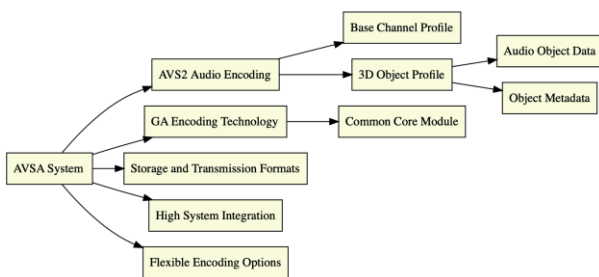 Base Channel Profile
Audio Object Data
AVS2 Audio Encoding
3D Object Profile
Object Metadata
GA Encoding Technology
Common Core Module
AVSA System
Storage and Transmission Formats
High System Integration
Flexible Encoding Options